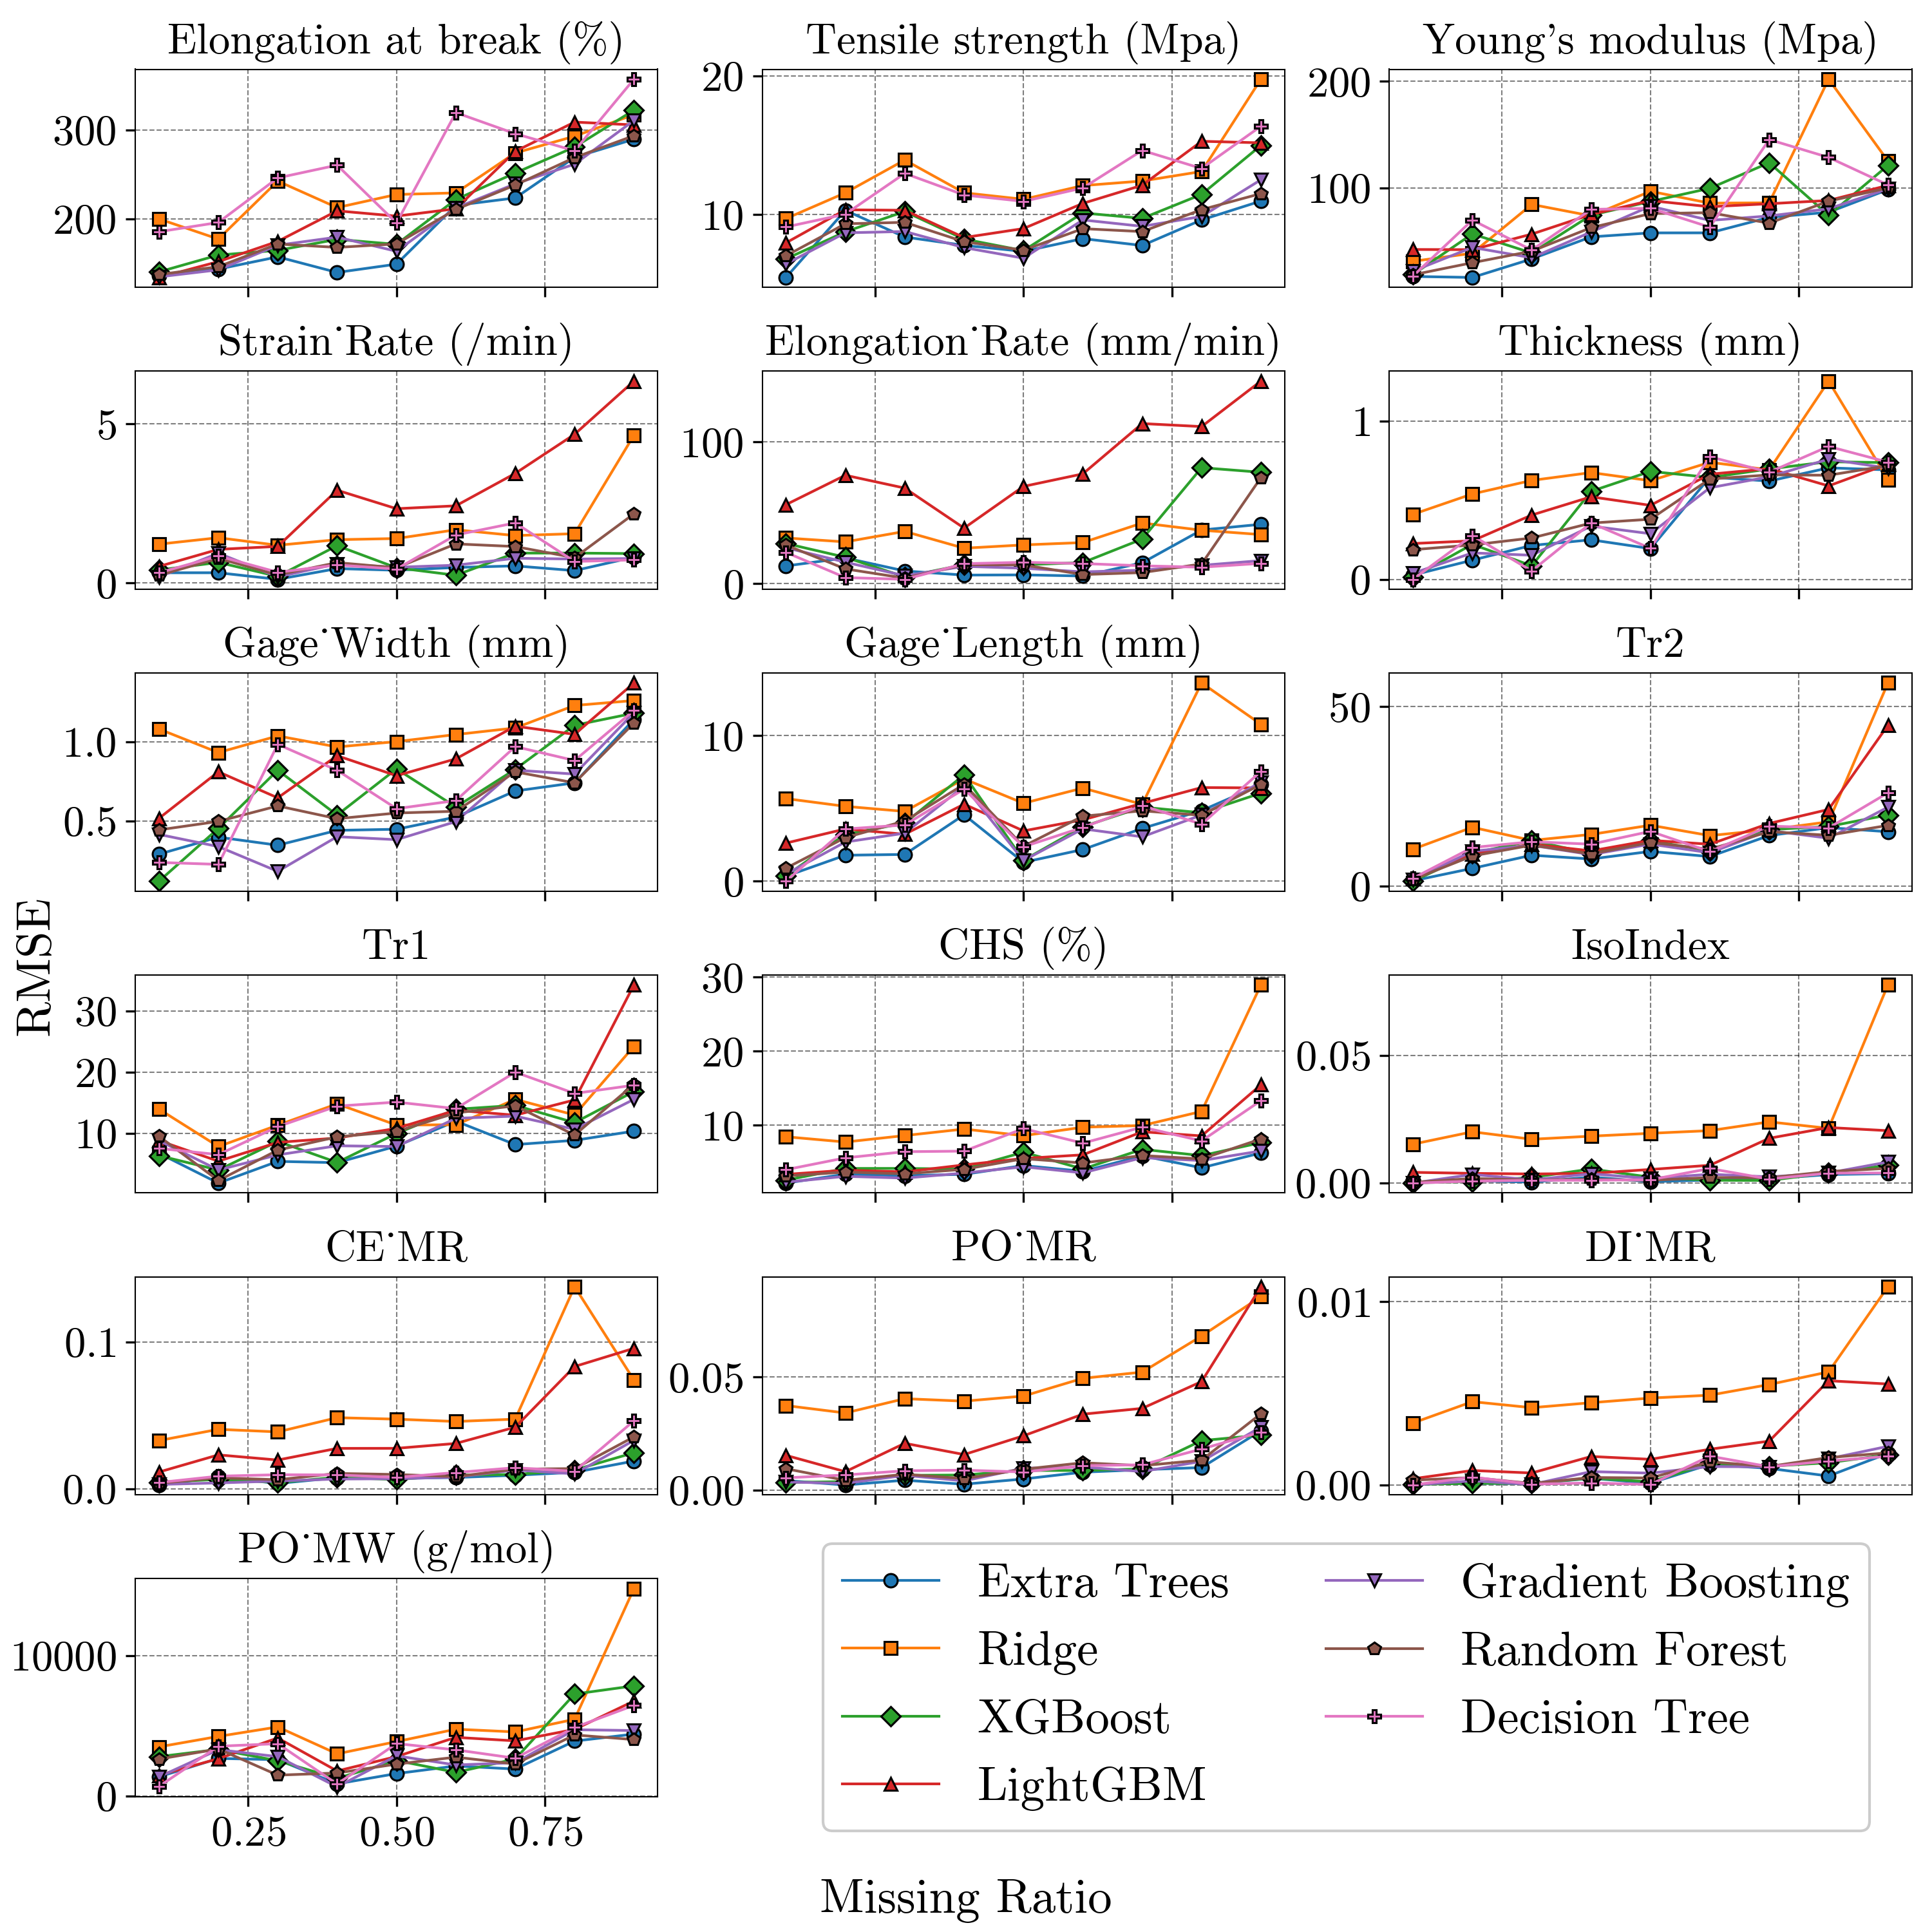 Elongation at break (%)
Tensile strength (Mpa)
Young's modulus (Mpa)
300
200
20
10
200
100
Strain˙Rate (/min)
Elongation˙Rate (mm/min)
Thickness (mm)
5
0
100
0
1
0
Gage˙Width (mm)
Gage˙Length (mm)
Tr2
1.0
0.5
10
0
50
0
RMSE
Tr1
CHS (%)
IsoIndex
30
20
10
30
20
10
0.05
0.00
CE˙MR
PO˙MR
DI˙MR
0.1
0.0
0.05
0.00
0.01
0.00
PO˙MW (g/mol)
10000
0
0.25 0.50 0.75
Extra Trees
Ridge
XGBoost
LightGBM
Gradient Boosting
Random Forest
Decision Tree
Missing Ratio